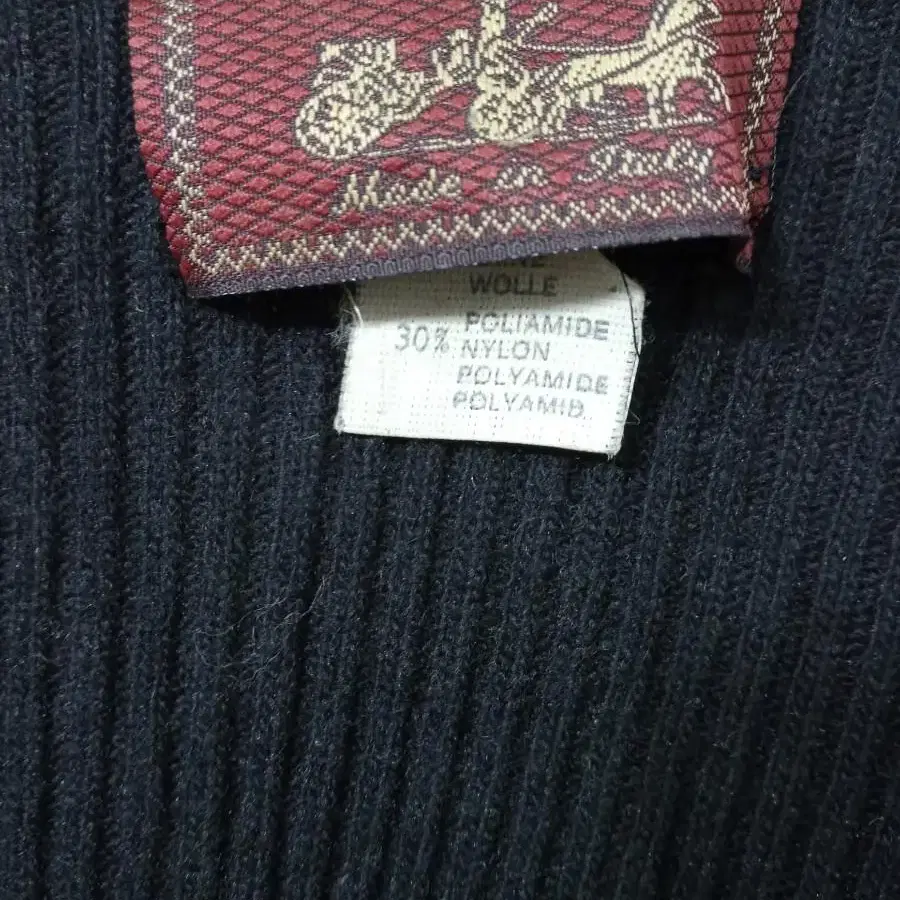 Made in Italy
WOLLE
30% POLIAMIDE
NYLON
POLYAMIDE
POLYAMID.